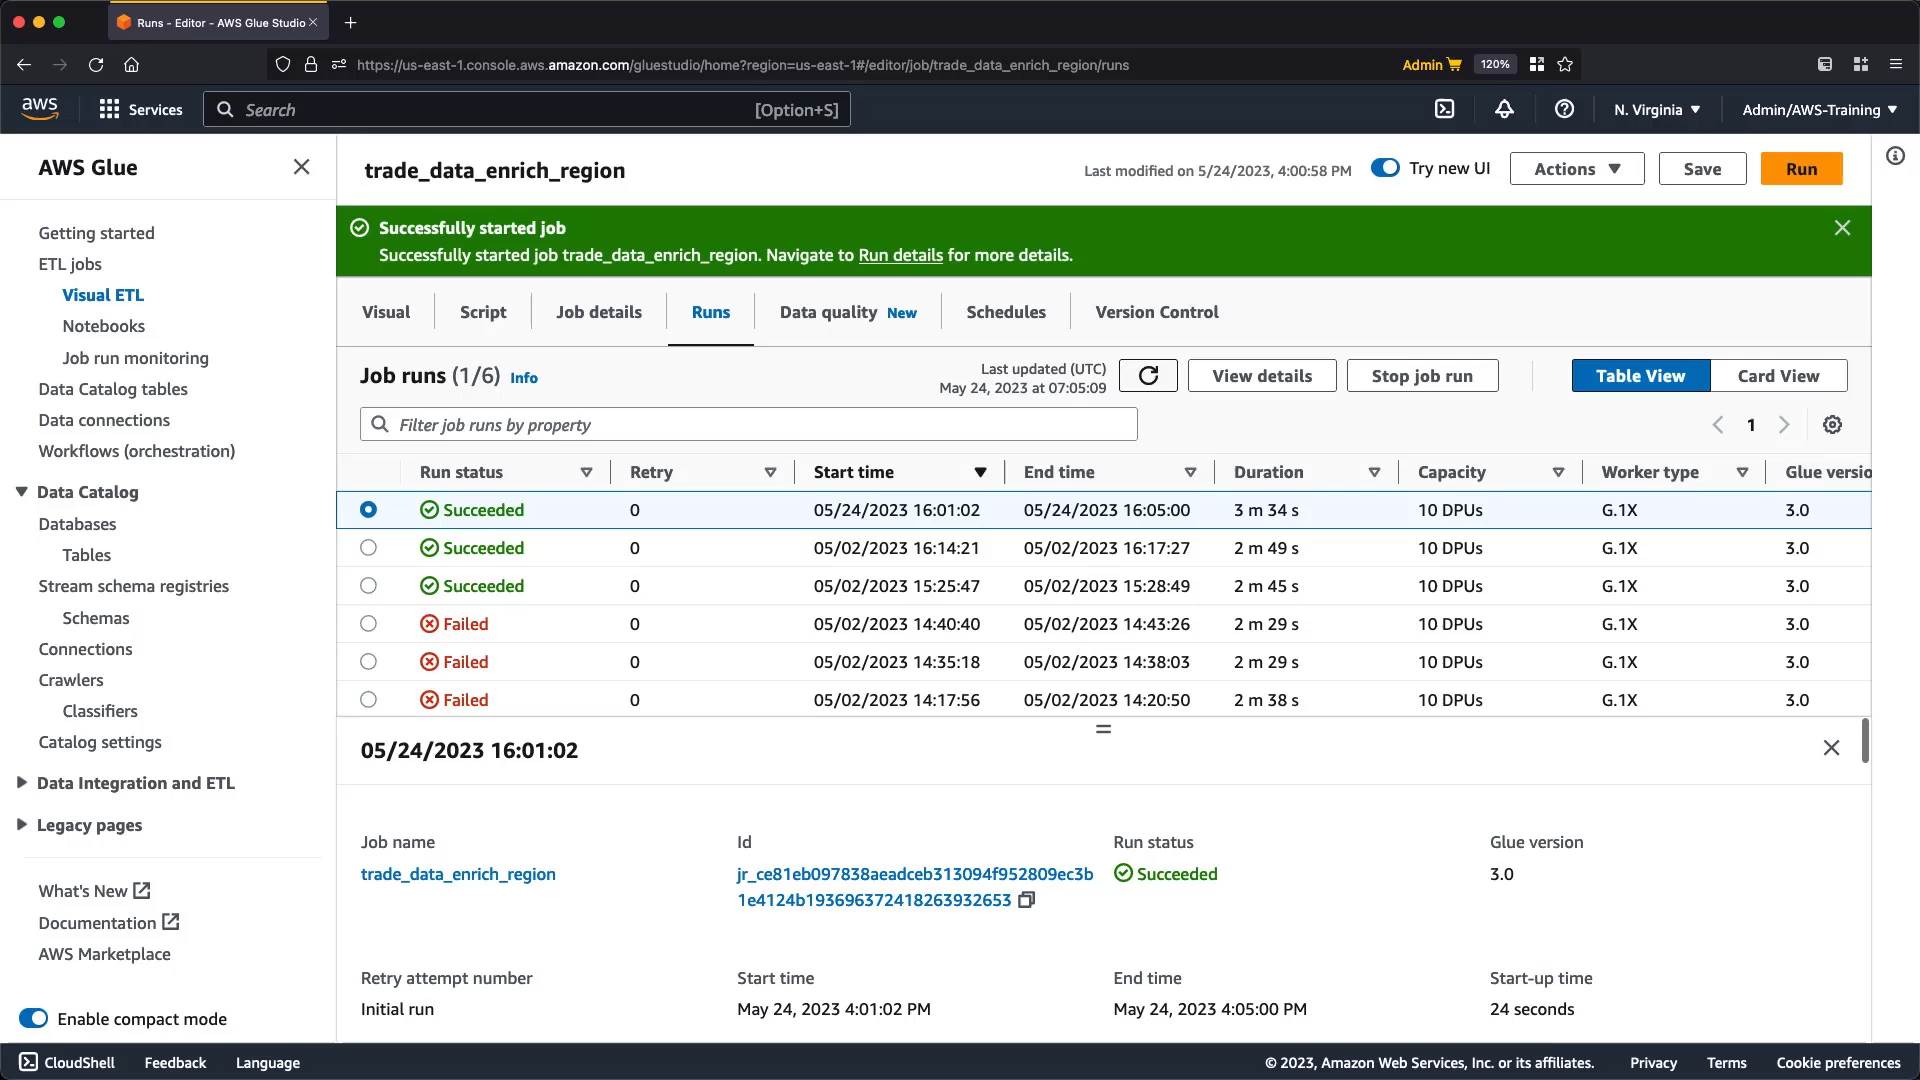 Runs - Editor - AWS Glue Studio
https://us-east-1.console.aws.amazon.com/gluestudio/home?region=us-east-1#/editor/job/trade_data_enrich_region/runs
Admin
120%
aws
Services
Search
[Option+S]
N. Virginia
Admin/AWS-Training
AWS Glue
Getting started
ETL jobs
Visual ETL
Notebooks
Job run monitoring
Data Catalog tables
Data connections
Workflows (orchestration)
Data Catalog
Databases
Tables
Stream schema registries
Schemas
Connections
Crawlers
Classifiers
Catalog settings
Data Integration and ETL
Legacy pages
What's New
Documentation
AWS Marketplace
Enable compact mode
trade_data_enrich_region
Last modified on 5/24/2023, 4:00:58 PM
Try new UI
Actions
Save
Run
Successfully started job
Successfully started job trade_data_enrich_region. Navigate to Run details for more details.
Visual
Script
Job details
Runs
Data quality New
Schedules
Version Control
Job runs (1/6) Info
Last updated (UTC)
May 24, 2023 at 07:05:09
View details
Stop job run
Table View
Card View
Filter job runs by property
1
Run status Retry Start time End time Duration Capacity Worker type Glue versio
Succeeded 0 05/24/2023 16:01:02 05/24/2023 16:05:00 3 m 34 s 10 DPUs G.1X 3.0
Succeeded 0 05/02/2023 16:14:21 05/02/2023 16:17:27 2 m 49 s 10 DPUs G.1X 3.0
Succeeded 0 05/02/2023 15:25:47 05/02/2023 15:28:49 2 m 45 s 10 DPUs G.1X 3.0
Failed 0 05/02/2023 14:40:40 05/02/2023 14:43:26 2 m 29 s 10 DPUs G.1X 3.0
Failed 0 05/02/2023 14:35:18 05/02/2023 14:38:03 2 m 29 s 10 DPUs G.1X 3.0
Failed 0 05/02/2023 14:17:56 05/02/2023 14:20:50 2 m 38 s 10 DPUs G.1X 3.0
05/24/2023 16:01:02
Job name
trade_data_enrich_region
Id
jr_ce81eb097838aeadceb313094f952809ec3b
1e4124b193696372418263932653
Run status
Succeeded
Glue version
3.0
Retry attempt number
Initial run
Start time
May 24, 2023 4:01:02 PM
End time
May 24, 2023 4:05:00 PM
Start-up time
24 seconds
CloudShell
Feedback
Language
© 2023, Amazon Web Services, Inc. or its affiliates.
Privacy
Terms
Cookie preferences